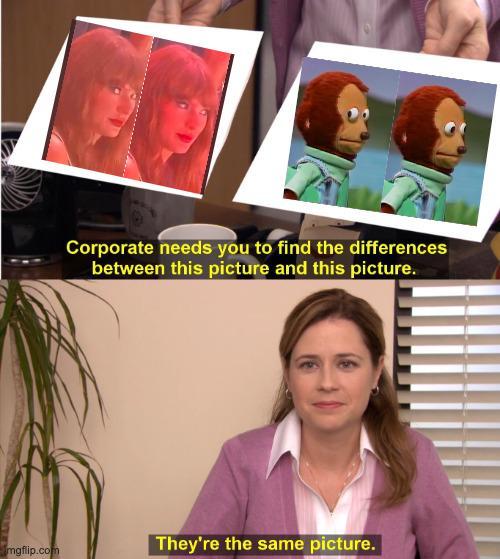 Corporate needs you to find the differences
between this picture and this picture.
They're the same picture.
imgflip.com